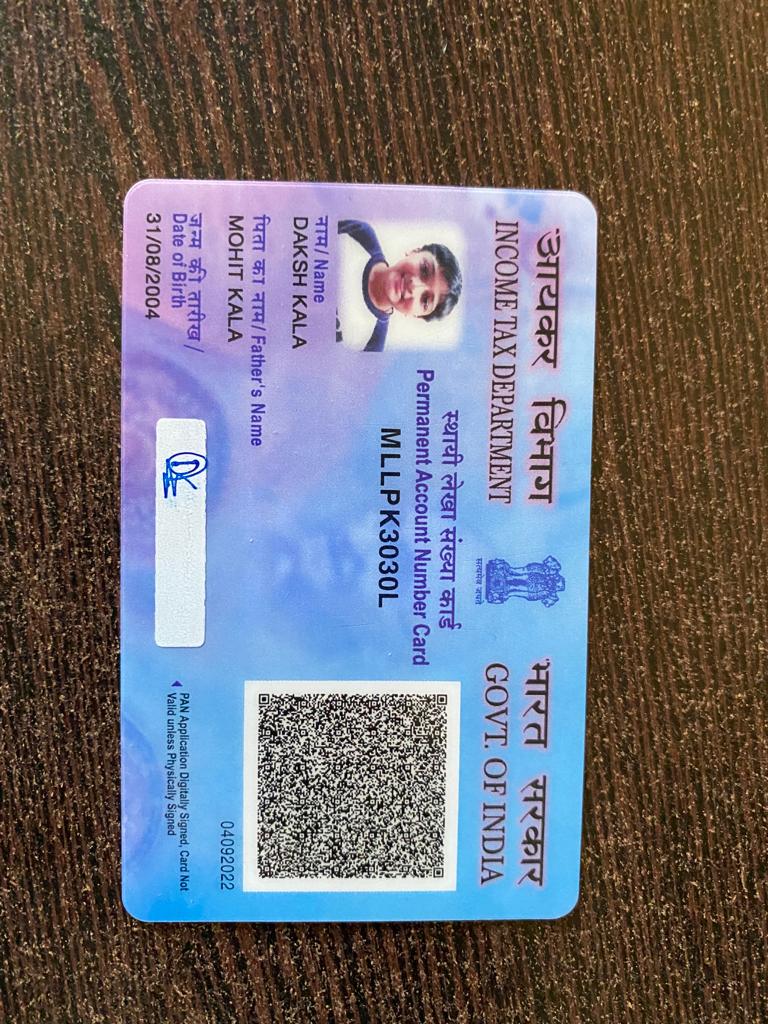 आयकर विभाग
INCOME TAX DEPARTMENT
भारत सरकार
GOVT. OF INDIA
सत्यमेव जयते
स्थायी लेखा संख्या कार्ड
Permanent Account Number Card
MLLPK3030L
नाम/ Name
DAKSH KALA
पिता का नाम/ Father's Name
MOHIT KALA
जन्म की तारीख /
Date of Birth
31/08/2004
04092022
PAN Application Digitally Signed, Card Not
Valid unless Physically Signed